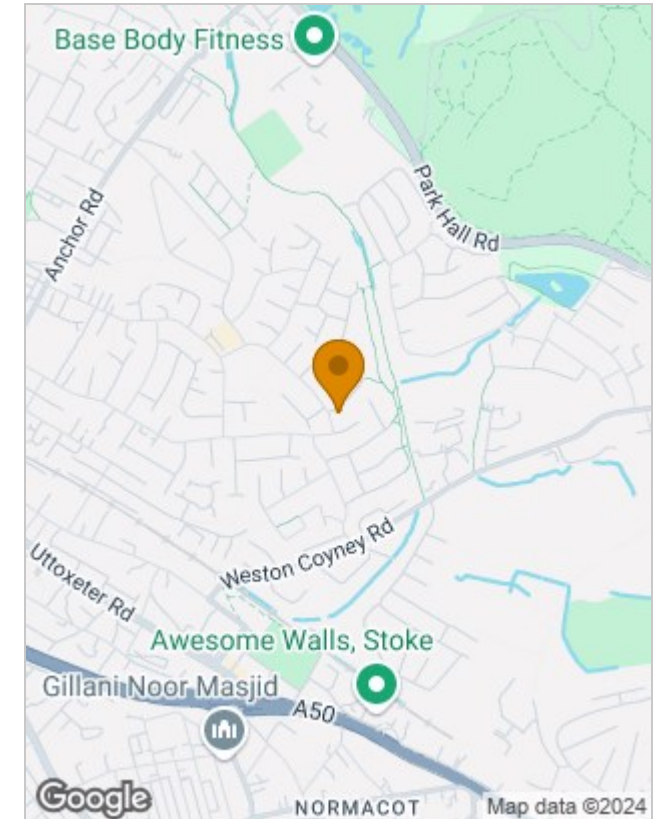 Base Body Fitness
Park Hall Rd
Anchor Rd
Weston Coyney Rd
Uttoxeter Rd
Awesome Walls, Stoke
Gillani Noor Masjid
A50
Google
NORMACOT
Map data ©2024